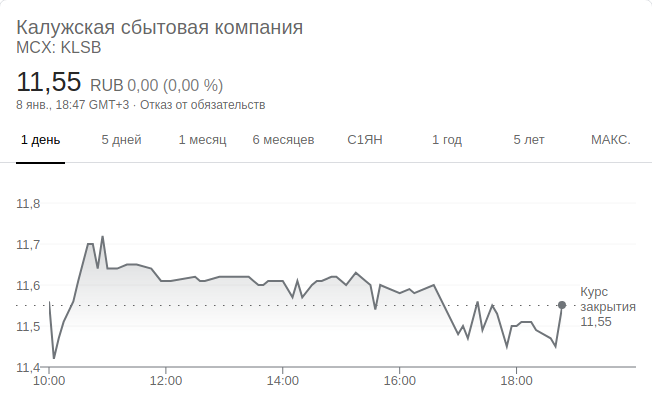 Калужская сбытовая компания
MCX: KLSB
11,55 RUB 0,00 (0,00 %)
8 янв., 18:47 GMT+3 · Отказ от обязательств
1 день 5 дней 1 месяц 6 месяцев С1ЯН 1 год 5 лет МАКС.
11,8
11,7
11,6
11,5
11,4
Курс
закрытия
11,55
10:00 12:00 14:00 16:00 18:00